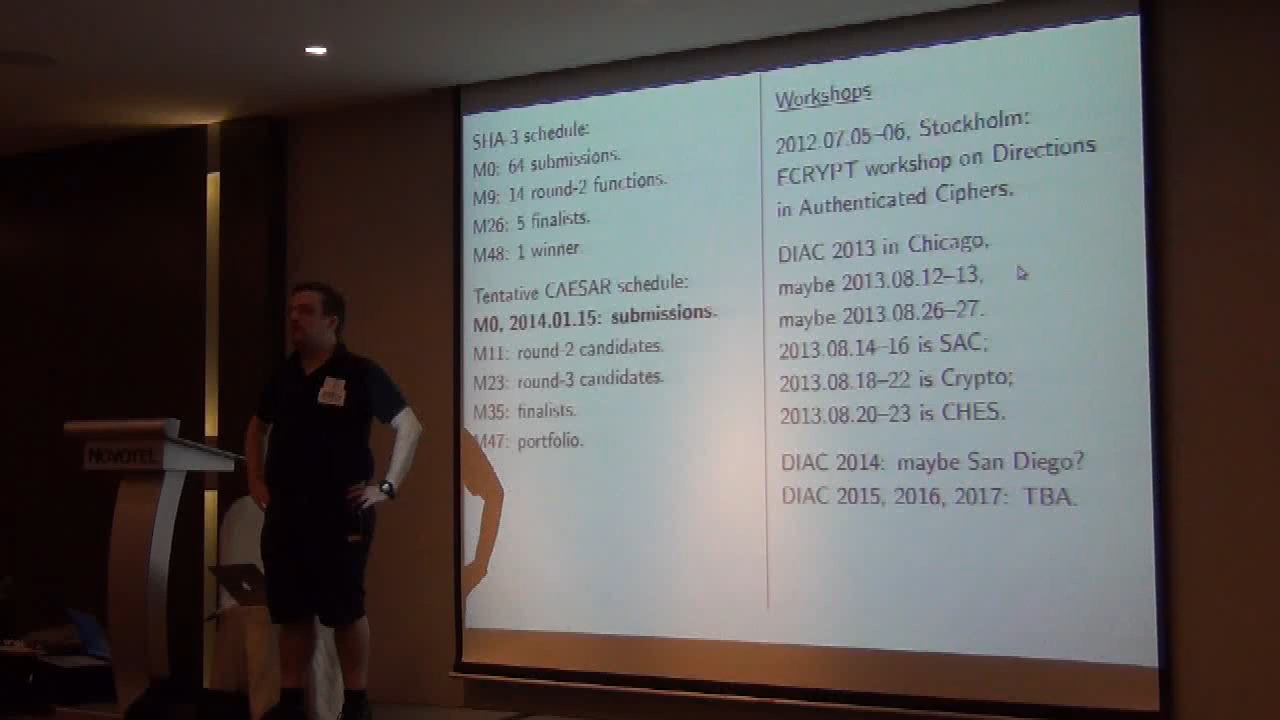 SHA-3 schedule:
M0: 64 submissions.
M9: 14 round-2 functions.
M26: 5 finalists.
M48: 1 winner.
Tentative CAESAR schedule:
M0, 2014.01.15: submissions.
M11: round-2 candidates.
M23: round-3 candidates.
M35: finalists.
M47: portfolio.
Workshops
2012.07.05–06, Stockholm:
ECRYPT workshop on Directions
in Authenticated Ciphers.
DIAC 2013 in Chicago,
maybe 2013.08.12–13,
maybe 2013.08.26–27.
2013.08.14–16 is SAC;
2013.08.18–22 is Crypto;
2013.08.20–23 is CHES.
DIAC 2014: maybe San Diego?
DIAC 2015, 2016, 2017: TBA.
NOVOTEL